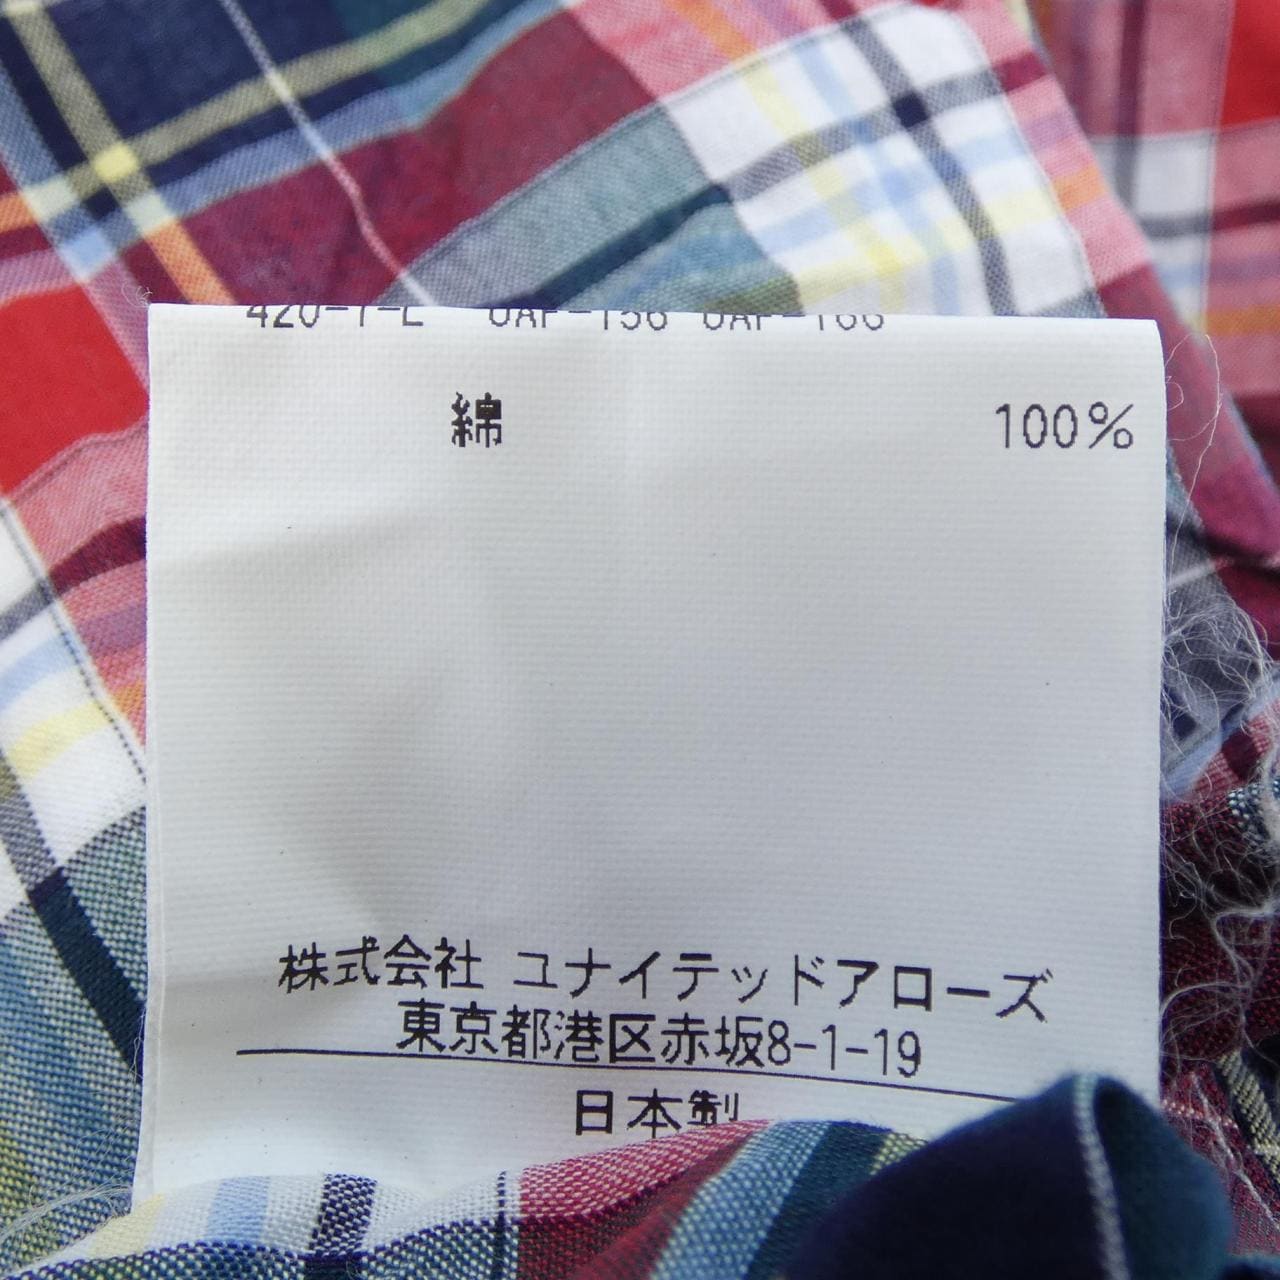 綿 100%
株式会社 ユナイテッドアローズ
東京都港区赤坂8-1-19
日本製